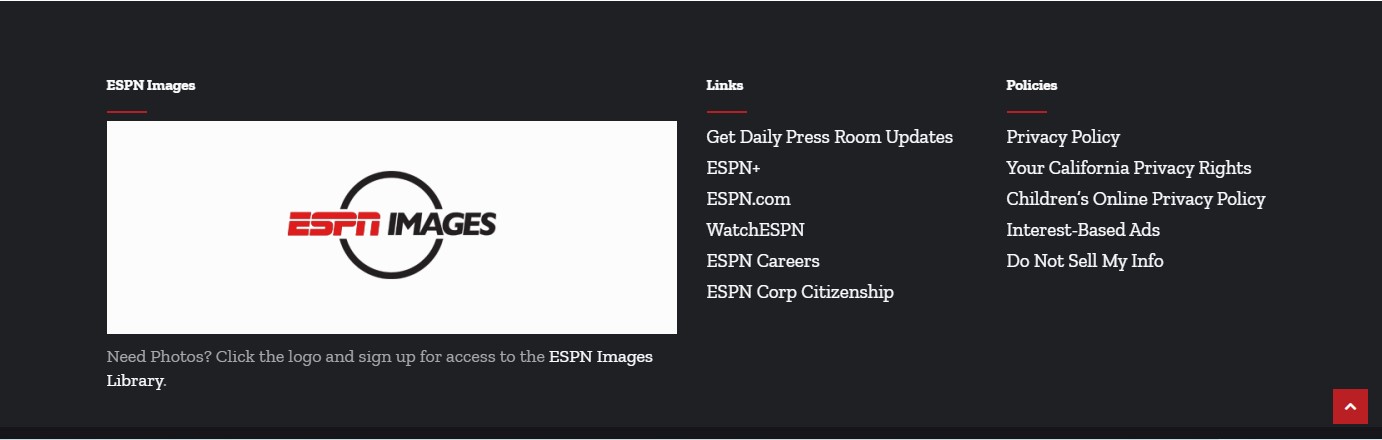 ESPN Images
ESPN IMAGES
Need Photos? Click the logo and sign up for access to the ESPN Images
Library.
Links
Get Daily Press Room Updates
ESPN+
ESPN.com
WatchESPN
ESPN Careers
ESPN Corp Citizenship
Policies
Privacy Policy
Your California Privacy Rights
Children’s Online Privacy Policy
Interest-Based Ads
Do Not Sell My Info